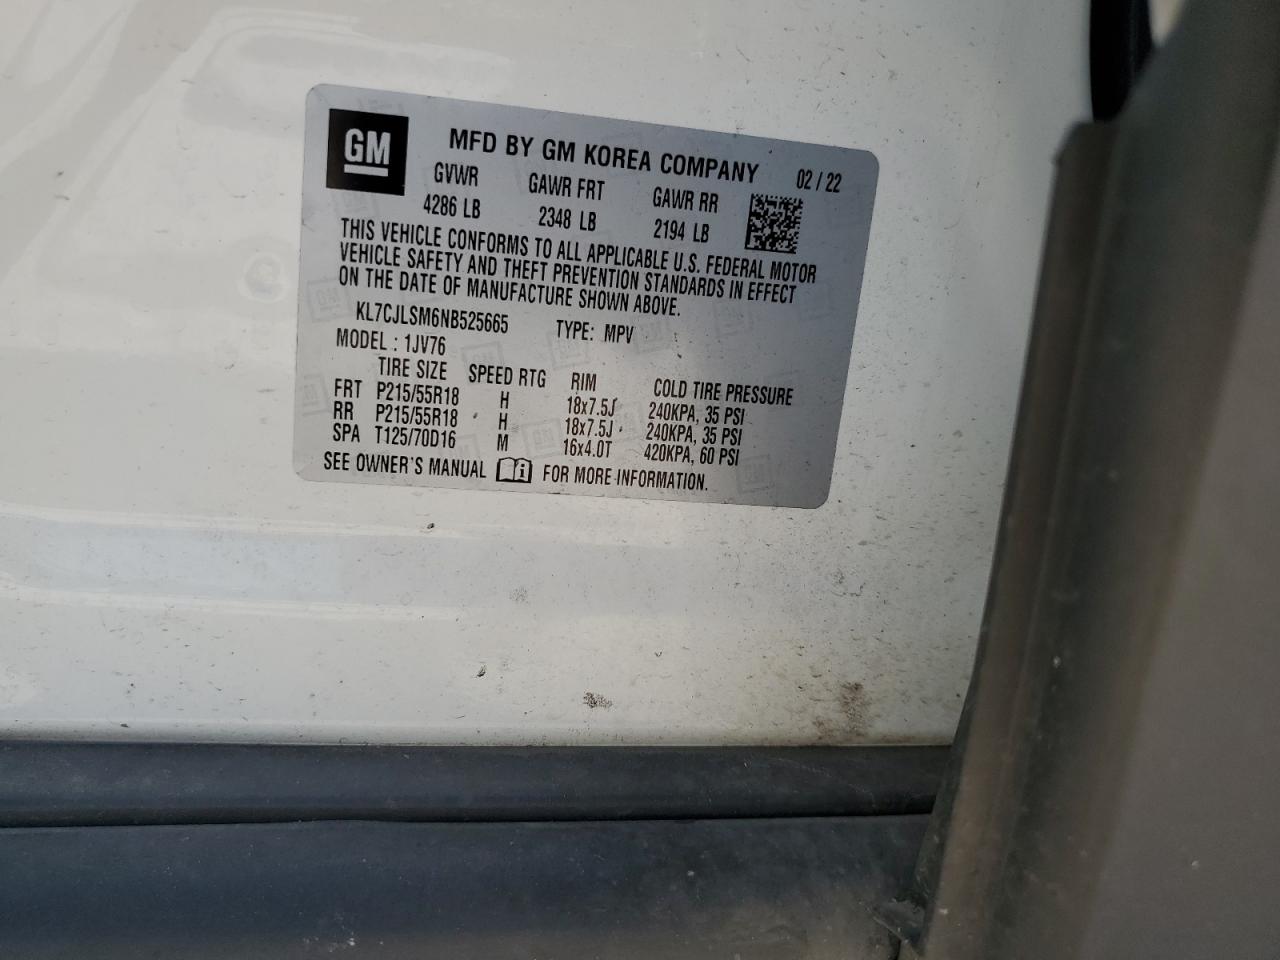 GM
MFD BY GM KOREA COMPANY 02 / 22
GVWR GAWR FRT GAWR RR
4286 LB 2348 LB 2194 LB
THIS VEHICLE CONFORMS TO ALL APPLICABLE U.S. FEDERAL MOTOR
VEHICLE SAFETY AND THEFT PREVENTION STANDARDS IN EFFECT
ON THE DATE OF MANUFACTURE SHOWN ABOVE.
KL7CJLSM6NB525665 TYPE: MPV
MODEL : 1JV76
TIRE SIZE SPEED RTG RIM COLD TIRE PRESSURE
FRT P215/55R18 H 18x7.5J 240KPA, 35 PSI
RR P215/55R18 H 18x7.5J 240KPA, 35 PSI
SPA T125/70D16 M 16x4.0T 420KPA, 60 PSI
SEE OWNER'S MANUAL FOR MORE INFORMATION.